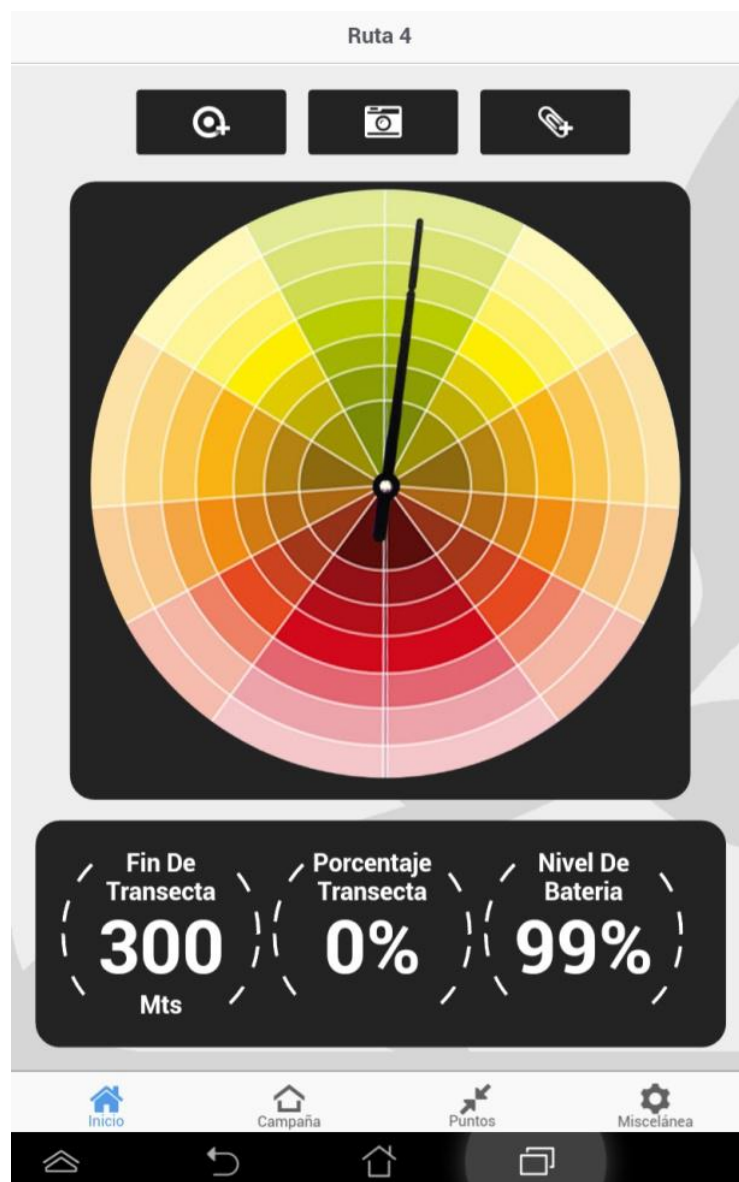 Ruta 4
Fin De
Transecta
300
Mts
Porcentaje
Transecta
0%
Nivel De
Bateria
99%
Inicio
Campaña
Puntos
Miscelánea